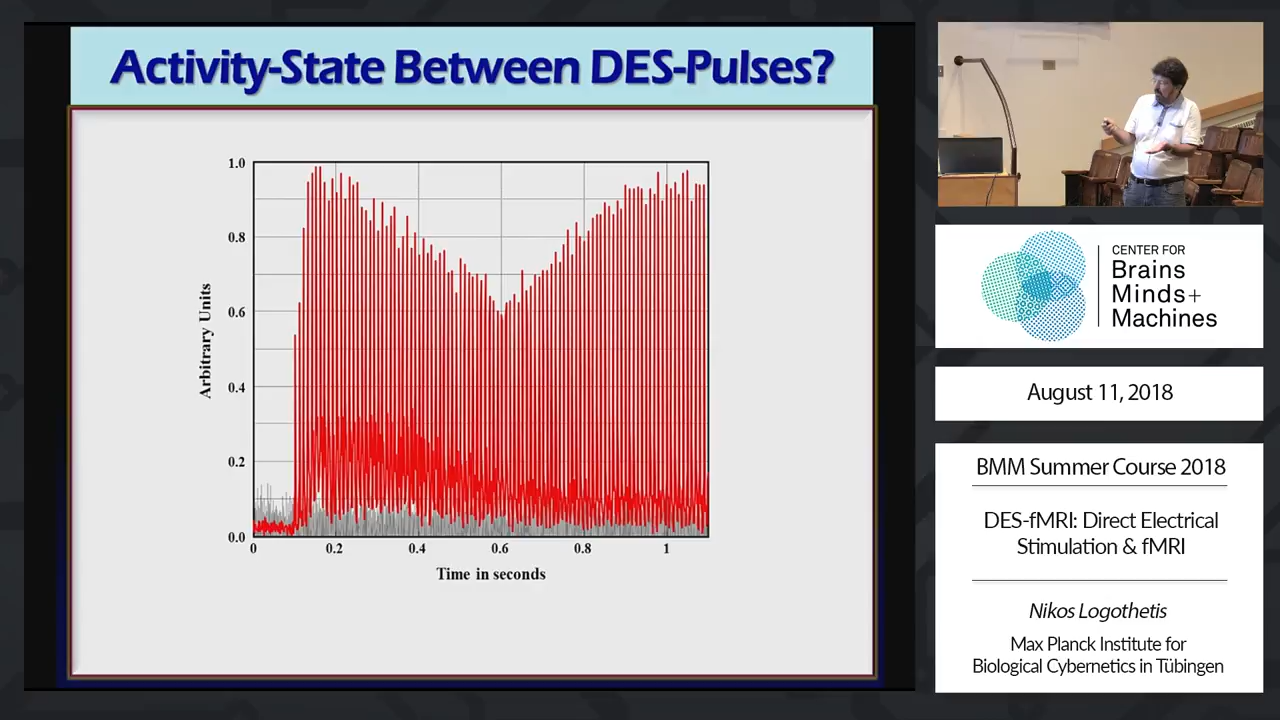 Activity-State Between DES-Pulses?
1.0
0.8
0.6
0.4
0.2
0.0
Arbitrary Units
0
0.2
0.4
0.6
0.8
1
Time in seconds
CENTER FOR
Brains
Minds+
Machines
August 11, 2018
BMM Summer Course 2018
DES-fMRI: Direct Electrical
Stimulation & fMRI
Nikos Logothetis
Max Planck Institute for
Biological Cybernetics in Tübingen